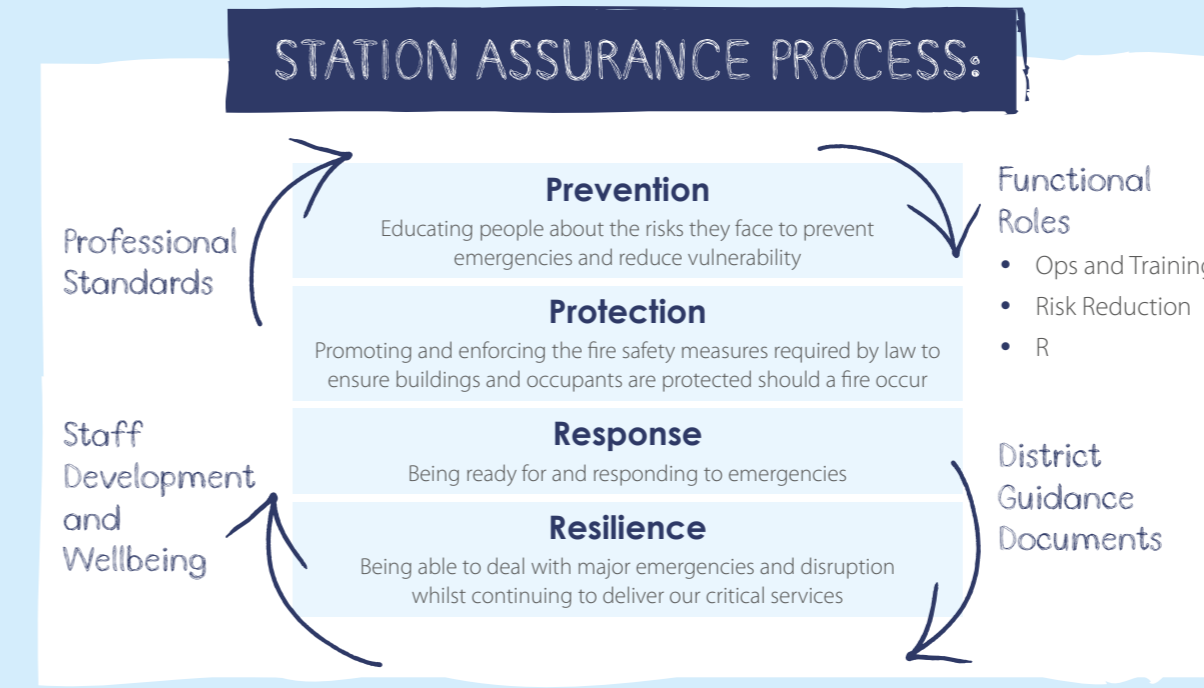 STATION ASSURANCE PROCESS:
Professional
Standards
Staff
Development
and
Wellbeing
Prevention
Educating people about the risks they face to prevent
emergencies and reduce vulnerability
Protection
Promoting and enforcing the fire safety measures required by law to
ensure buildings and occupants are protected should a fire occur
Response
Being ready for and responding to emergencies
Resilience
Being able to deal with major emergencies and disruption
whilst continuing to deliver our critical services
Functional
Roles
• Ops and Training
• Risk Reduction
• R
District
Guidance
Documents